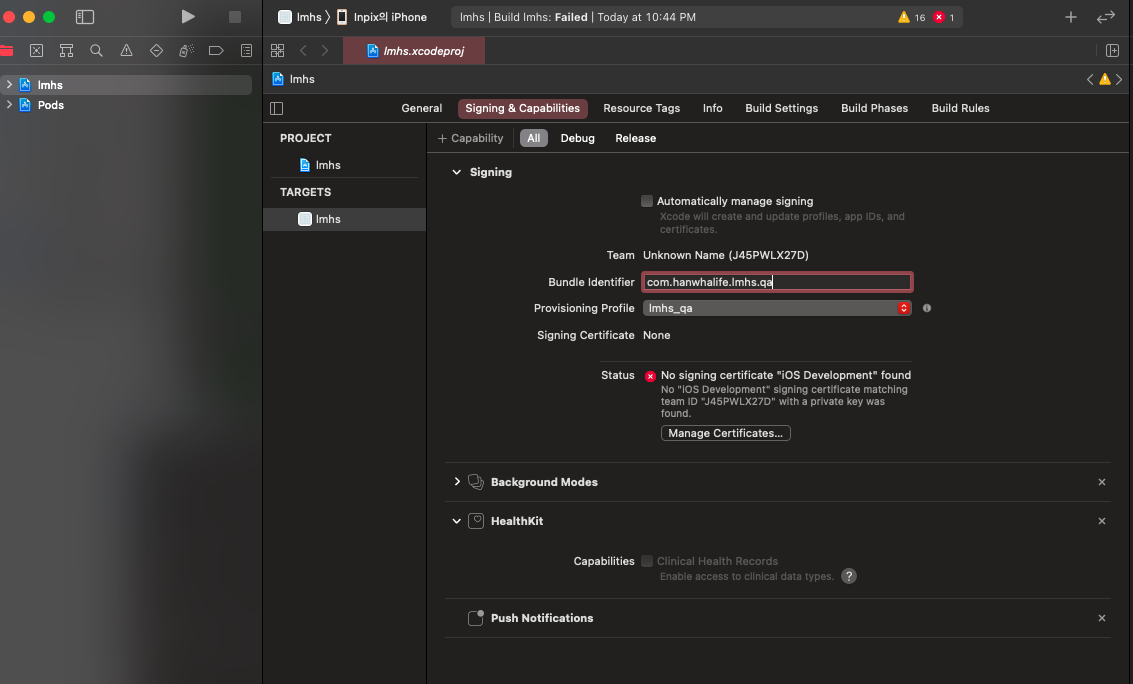 lmhs
Inpix의 iPhone
lmhs | Build lmhs: Failed | Today at 10:44 PM
16
1
lmhs.xcodeproj
lmhs
Pods
lmhs
General
Signing & Capabilities
Resource Tags
Info
Build Settings
Build Phases
Build Rules
PROJECT
lmhs
TARGETS
lmhs
+ Capability
All
Debug
Release
Signing
Automatically manage signing
Xcode will create and update profiles, app IDs, and
certificates.
Team Unknown Name (J45PWLX27D)
Bundle Identifier com.hanwhalife.lmhs.qa
Provisioning Profile lmhs_qa
Signing Certificate None
Status No signing certificate "iOS Development" found
No "iOS Development" signing certificate matching
team ID "J45PWLX27D" with a private key was
found.
Manage Certificates...
Background Modes
HealthKit
Capabilities Clinical Health Records
Enable access to clinical data types. ?
Push Notifications